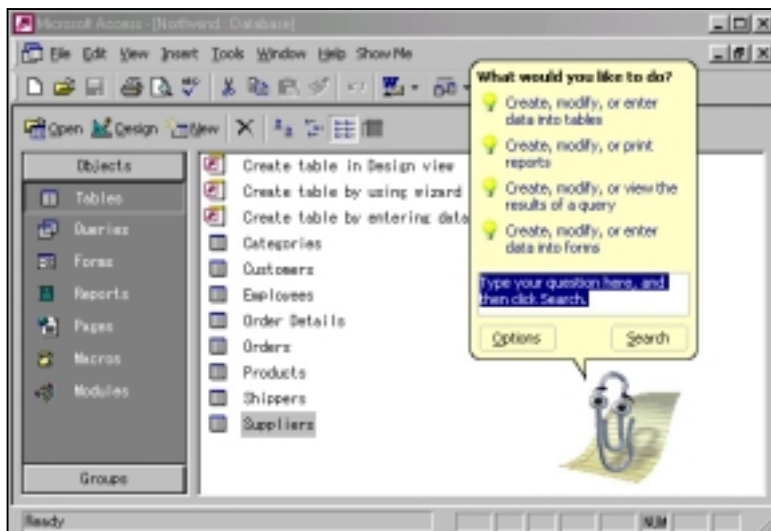 Microsoft Access - [Northwind: Database]
File Edit View Insert Tools Window Help Show Me
Open Design New
Objects
Tables
Queries
Forms
Reports
Pages
Macros
Modules
Groups
Create table in Design view
Create table by using wizard
Create table by entering data
Categories
Customers
Employees
Order Details
Orders
Products
Shippers
Suppliers
What would you like to do?
Create, modify, or enter
data into tables
Create, modify, or print
reports
Create, modify, or view the
results of a query
Create, modify, or enter
data into forms
Type your question here, and
then click Search.
Options Search
Ready NUM